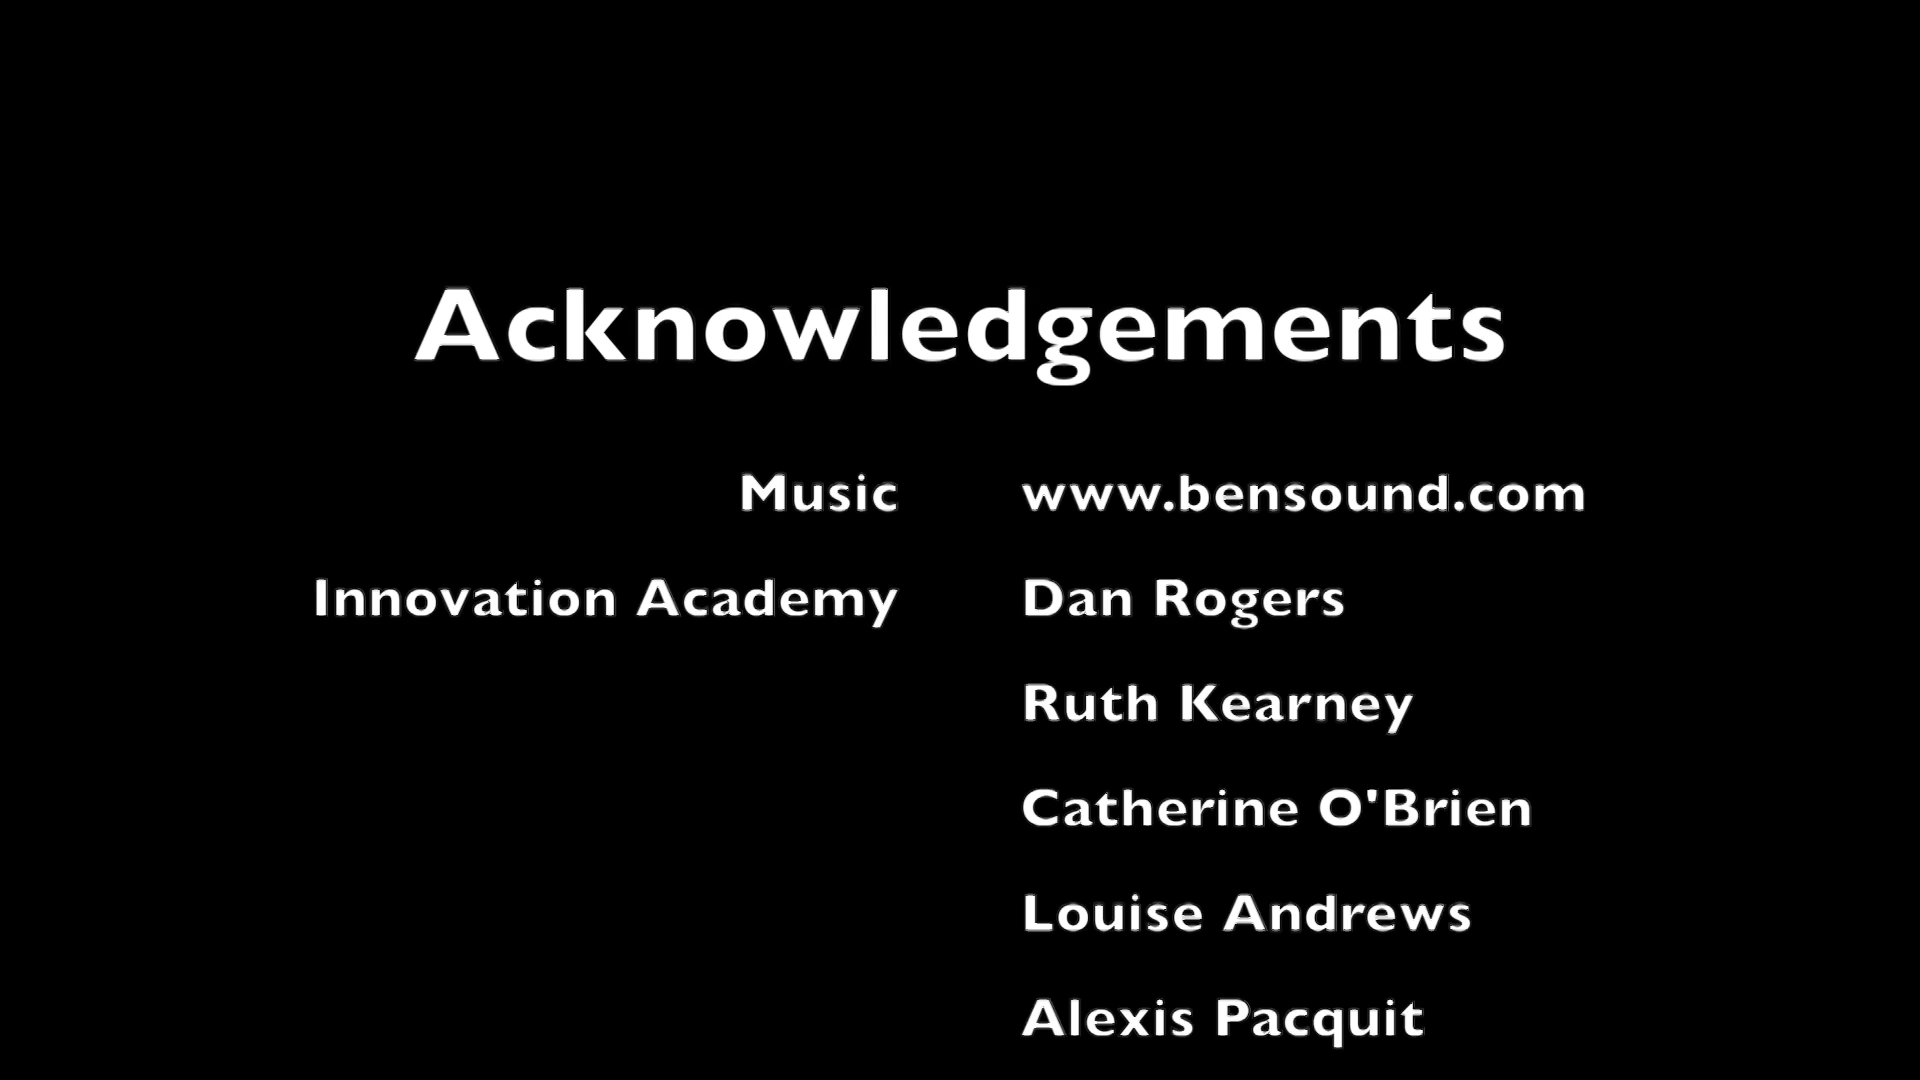 Acknowledgements
Music www.bensound.com
Innovation Academy Dan Rogers
Ruth Kearney
Catherine O'Brien
Louise Andrews
Alexis Pacquit